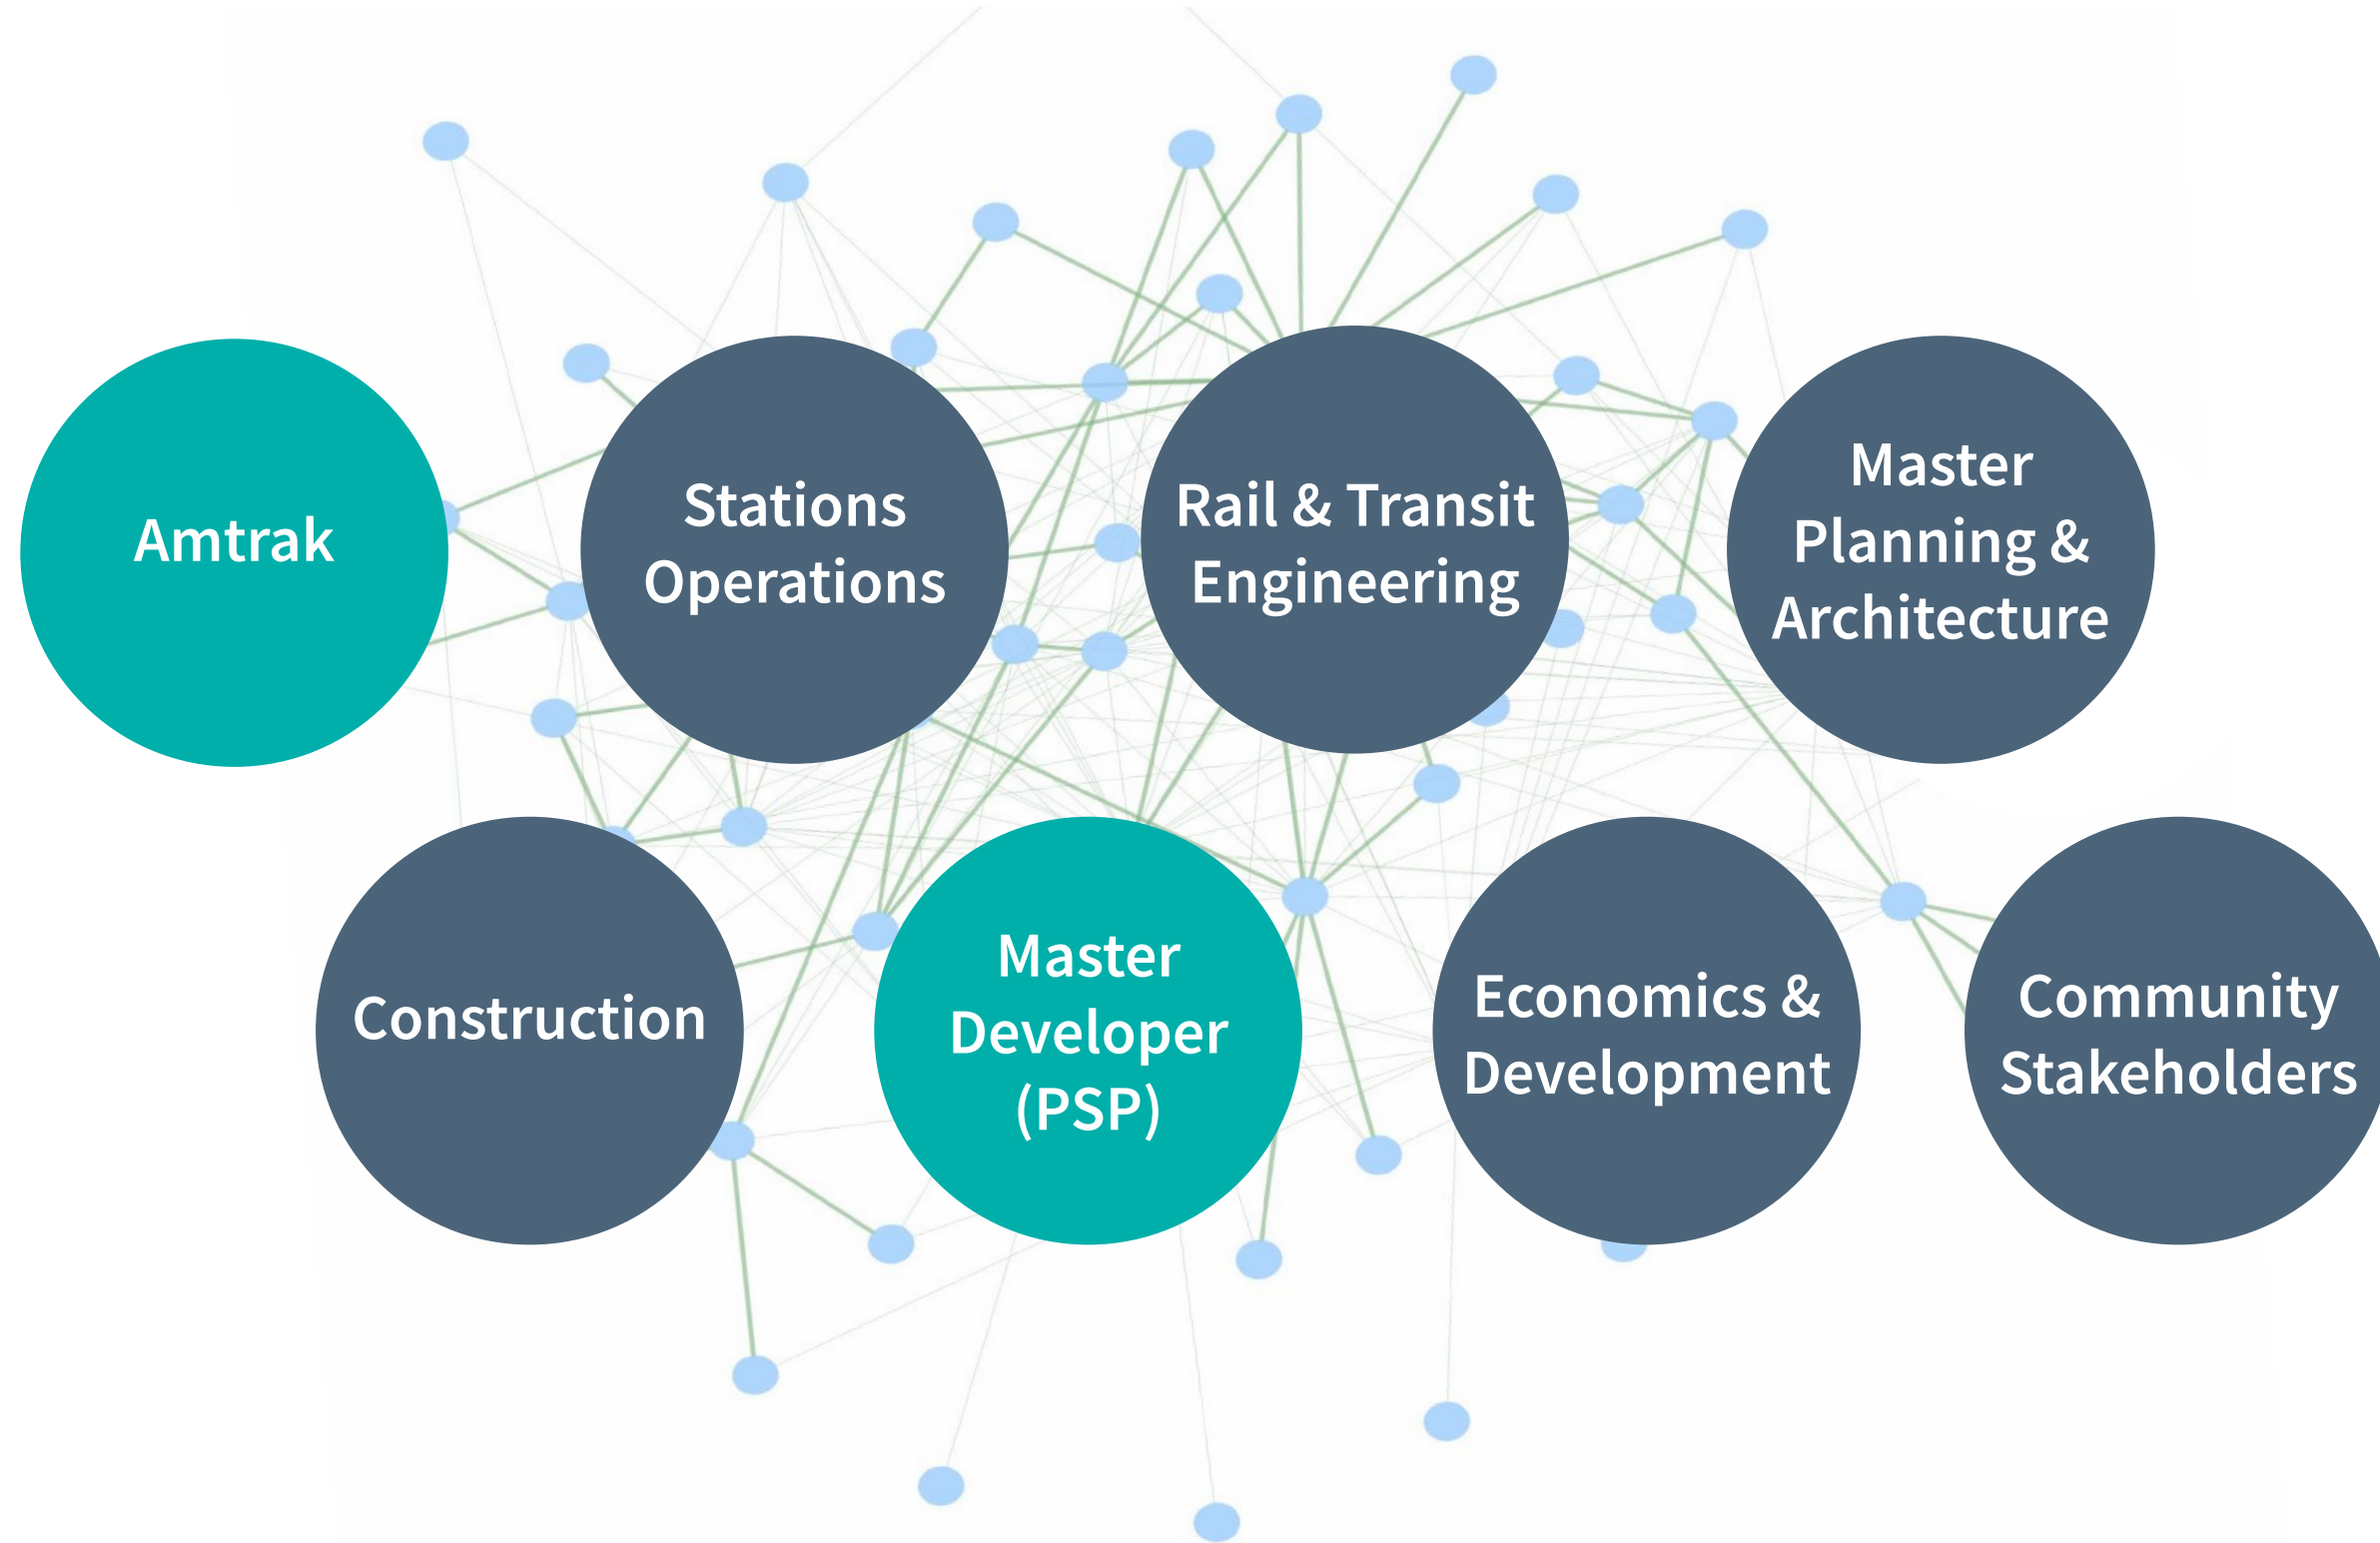 Amtrak
Stations
Operations
Rail & Transit
Engineering
Master
Planning &
Architecture
Construction
Master
Developer
(PSP)
Economics &
Development
Community
Stakeholders